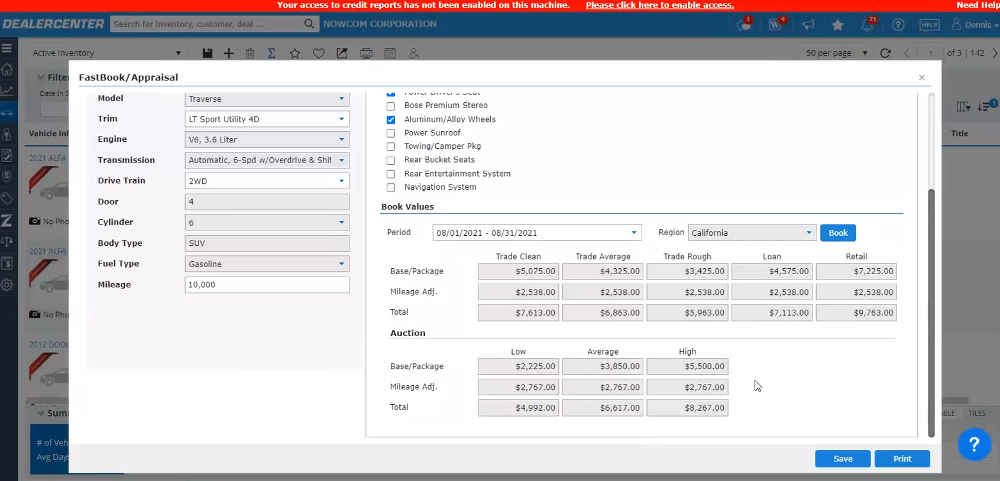 Your access to credit reports has not been enabled on this machine. Please click here to enable access. Need Help
DEALERCENTER Search for inventory, customer, deal ... NOWCOM CORPORATION 1 4 21 HELP Dennis
Active Inventory 50 per page 1 of 3 | 142
FastBook/Appraisal
Filte
Date In S
1
Vehicle Inf
Title
2021 ALFA
No Pho
2021 ALFA
No Pho
2012 DODG
Summ
# of Veh
Avg Days
ABLE TILES
Model Traverse
Trim LT Sport Utility 4D
Engine V6, 3.6 Liter
Transmission Automatic, 6-Spd w/Overdrive & Shif
Drive Train 2WD
Door 4
Cylinder 6
Body Type SUV
Fuel Type Gasoline
Mileage 10,000
Power Driver's Seat
Bose Premium Stereo
Aluminum/Alloy Wheels
Power Sunroof
Towing/Camper Pkg
Rear Bucket Seats
Rear Entertainment System
Navigation System
Book Values
Period 08/01/2021 - 08/31/2021 Region California Book
Trade Clean Trade Average Trade Rough Loan Retail
Base/Package $5,075.00 $4,325.00 $3,425.00 $4,575.00 $7,225.00
Mileage Adj. $2,538.00 $2,538.00 $2,538.00 $2,538.00 $2,538.00
Total $7,613.00 $6,863.00 $5,963.00 $7,113.00 $9,763.00
Auction
Low Average High
Base/Package $2,225.00 $3,850.00 $5,500.00
Mileage Adj. $2,767.00 $2,767.00 $2,767.00
Total $4,992.00 $6,617.00 $8,267.00
Save Print